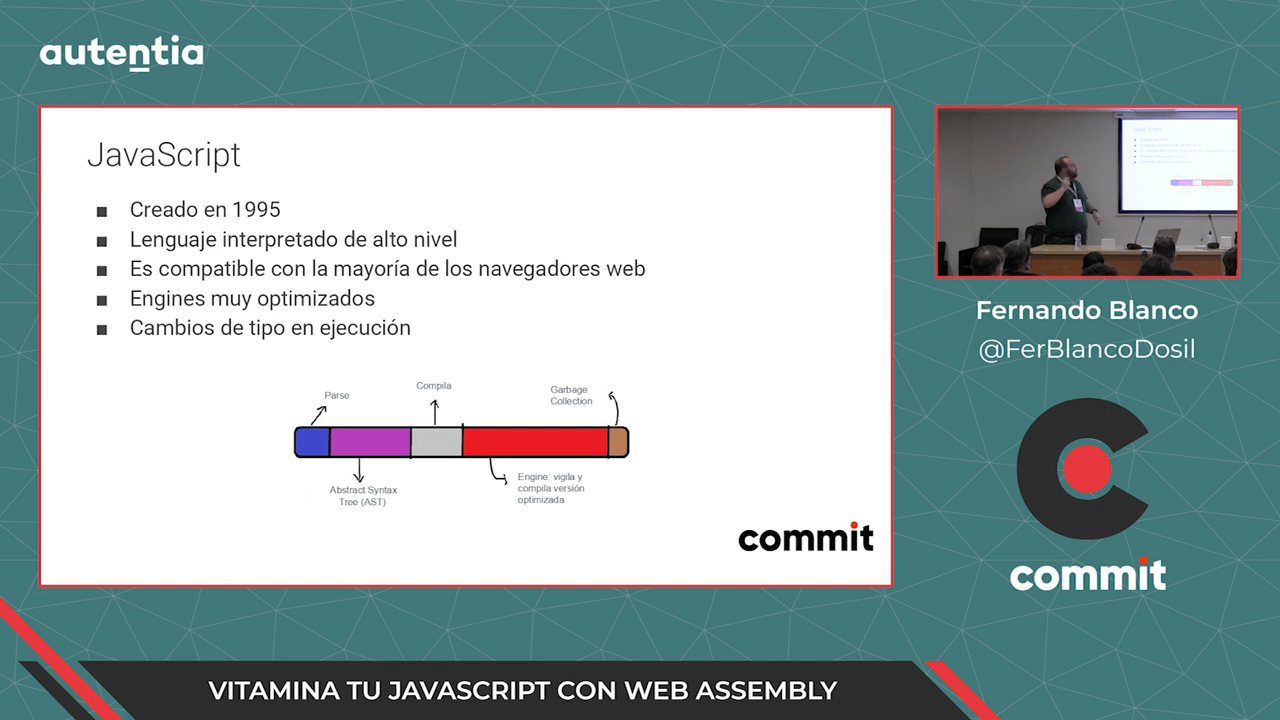 autentia
JavaScript
Creado en 1995
Lenguaje interpretado de alto nivel
Es compatible con la mayoría de los navegadores web
Engines muy optimizados
Cambios de tipo en ejecución
Parse
Compila
Garbage
Collection
Abstract Syntax
Tree (AST)
Engine: vigila y
compila versión
optimizada
commit
Fernando Blanco
@FerBlancoDosil
commit
VITAMINA TU JAVASCRIPT CON WEB ASSEMBLY